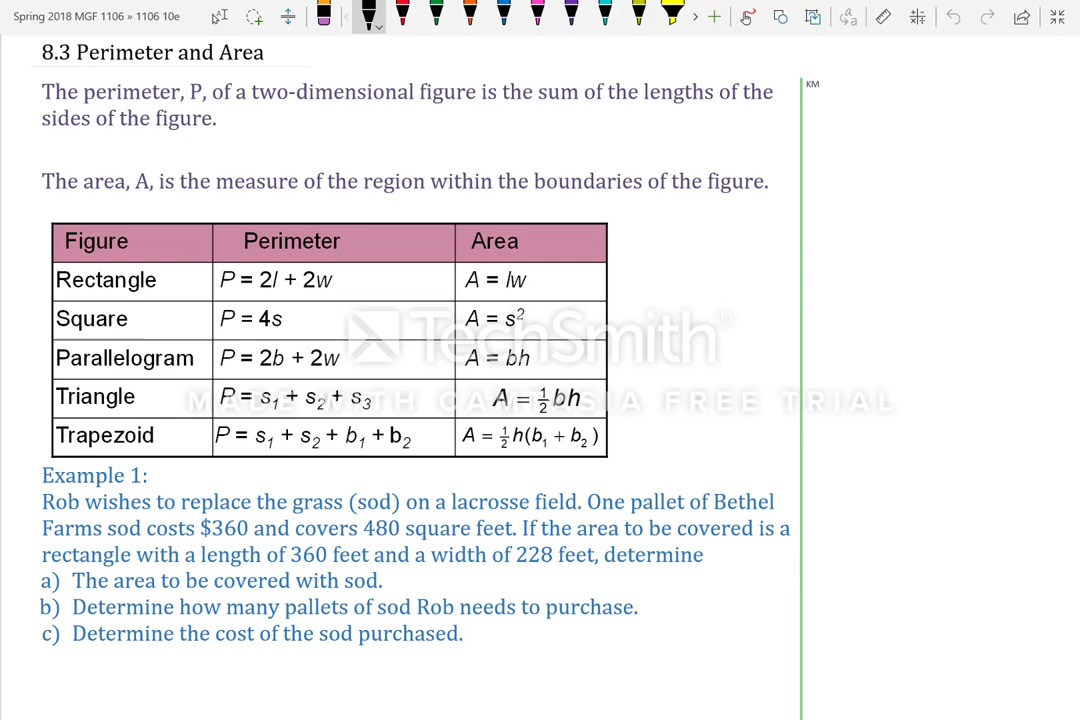 Spring 2018 MGF 1106 » 1106 10e
8.3 Perimeter and Area
KM
The perimeter, P, of a two-dimensional figure is the sum of the lengths of the
sides of the figure.
The area, A, is the measure of the region within the boundaries of the figure.
Figure Perimeter Area
Rectangle P = 2l + 2w A = lw
Square P = 4s A = s²
Parallelogram P = 2b + 2w A = bh
Triangle P = s₁ + s₂ + s₃ A = ½bh
Trapezoid P = s₁ + s₂ + b₁ + b₂ A = ½h(b₁ + b₂)
TechSmith®
MADE WITH CAMTASIA FREE TRIAL
Example 1:
Rob wishes to replace the grass (sod) on a lacrosse field. One pallet of Bethel
Farms sod costs $360 and covers 480 square feet. If the area to be covered is a
rectangle with a length of 360 feet and a width of 228 feet, determine
a) The area to be covered with sod.
b) Determine how many pallets of sod Rob needs to purchase.
c) Determine the cost of the sod purchased.